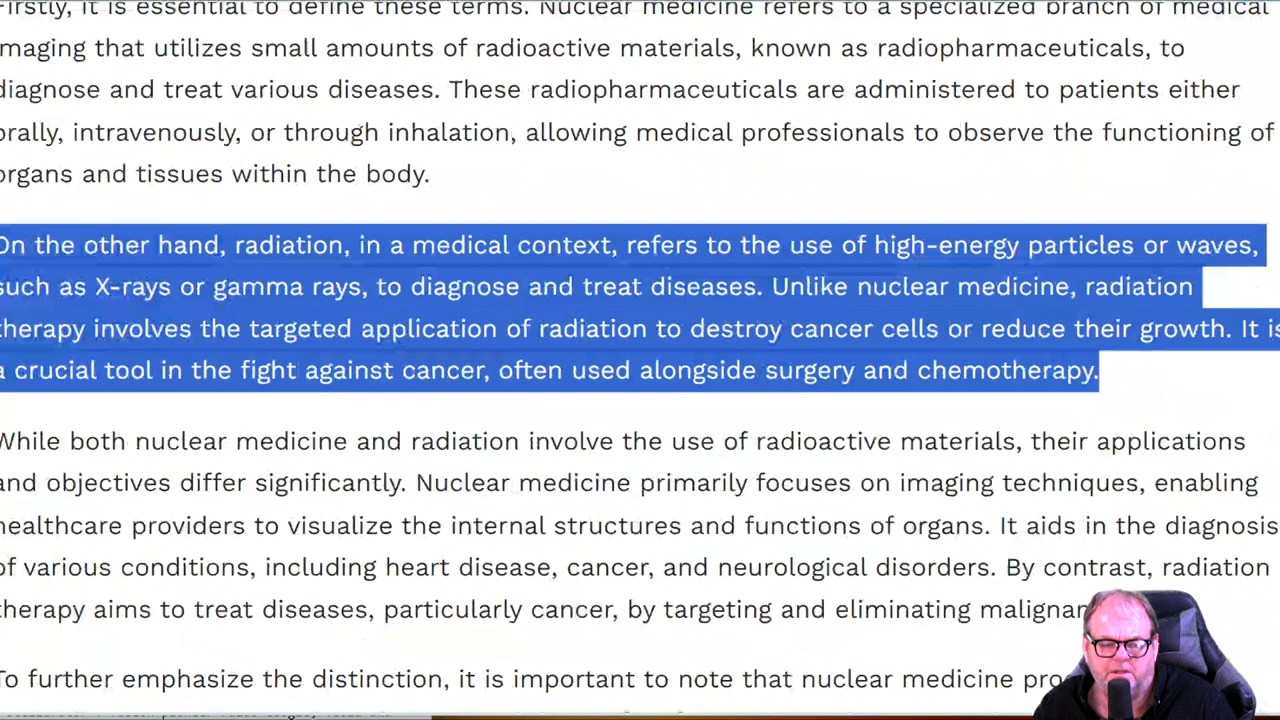 Firstly, it is essential to define these terms. Nuclear medicine refers to a specialized branch of medical
imaging that utilizes small amounts of radioactive materials, known as radiopharmaceuticals, to
diagnose and treat various diseases. These radiopharmaceuticals are administered to patients either
orally, intravenously, or through inhalation, allowing medical professionals to observe the functioning of
organs and tissues within the body.
On the other hand, radiation, in a medical context, refers to the use of high-energy particles or waves,
such as X-rays or gamma rays, to diagnose and treat diseases. Unlike nuclear medicine, radiation
therapy involves the targeted application of radiation to destroy cancer cells or reduce their growth. It is
a crucial tool in the fight against cancer, often used alongside surgery and chemotherapy.
While both nuclear medicine and radiation involve the use of radioactive materials, their applications
and objectives differ significantly. Nuclear medicine primarily focuses on imaging techniques, enabling
healthcare providers to visualize the internal structures and functions of organs. It aids in the diagnosis
of various conditions, including heart disease, cancer, and neurological disorders. By contrast, radiation
therapy aims to treat diseases, particularly cancer, by targeting and eliminating malignan
To further emphasize the distinction, it is important to note that nuclear medicine pro